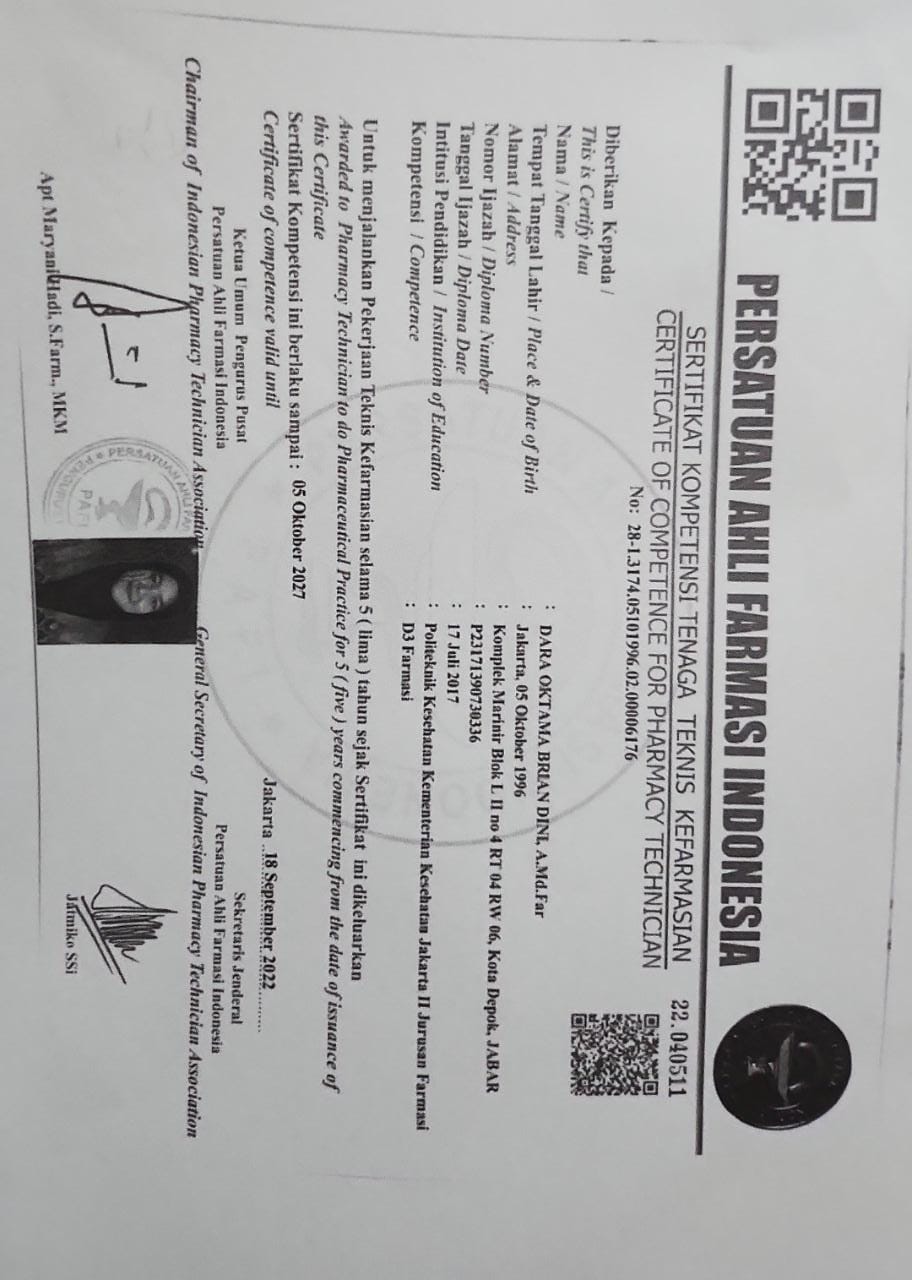 PERSATUAN AHLI FARMASI INDONESIA
SERTIFIKAT KOMPETENSI TENAGA TEKNIS KEFARMASIAN
CERTIFICATE OF COMPETENCE FOR PHARMACY TECHNICIAN
22.040511
No: 28-1.3174.05101996.02.00006176
Diberikan Kepada /
This is Certify that
Nama / Name : DARA OKTAMA BRIAN DINI, A.Md.Far
Tempat Tanggal Lahir / Place & Date of Birth : Jakarta, 05 Oktober 1996
Alamat / Address : Komplek Marinir Blok L II no 4 RT 04 RW 06, Kota Depok, JABAR
Nomor Ijazah / Diploma Number : P23171390730336
Tanggal Ijazah / Diploma Date : 17 Juli 2017
Intitusi Pendidikan / Institution of Education : Politeknik Kesehatan Kementerian Kesehatan Jakarta II Jurusan Farmasi
Kompetensi / Competence : D3 Farmasi
Untuk menjalankan Pekerjaan Teknis Kefarmasian selama 5 ( lima ) tahun sejak Sertifikat ini dikeluarkan
Awarded to Pharmacy Technician to do Pharmaceutical Practice for 5 ( five ) years commencing from the date of issuance of
this Certificate
Sertifikat Kompetensi ini berlaku sampai : 05 Oktober 2027
Certificate of competence valid until
Jakarta ..18 September 2022..........
Ketua Umum Pengurus Pusat
Persatuan Ahli Farmasi Indonesia
Chairman of Indonesian Pharmacy Technician Association
Apt Maryani Hadi, S.Farm., MKM
PERSATUAN AHLI FAR
PAFI
Sekretaris Jenderal
Persatuan Ahli Farmasi Indonesia
General Secretary of Indonesian Pharmacy Technician Association
Jatmiko SSi